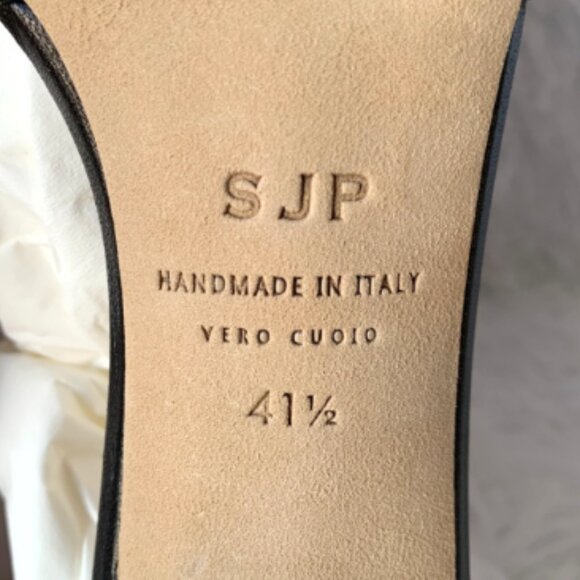 SJP
HANDMADE IN ITALY
VERO CUOIO
41½